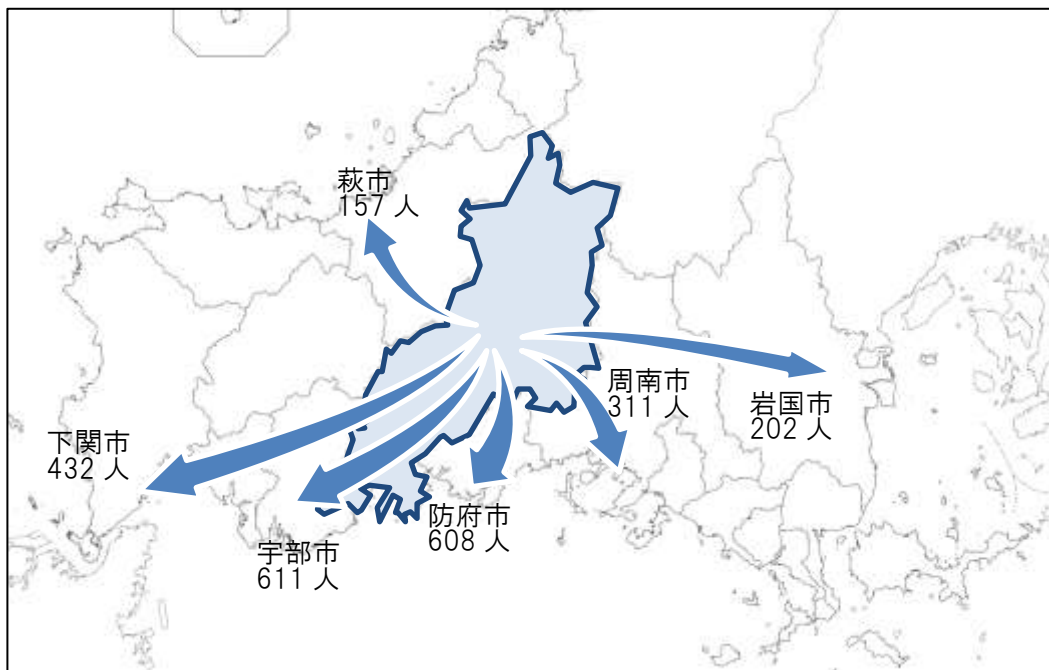 萩市
157 人
周南市
311 人
岩国市
202 人
下関市
432 人
防府市
608 人
宇部市
611 人